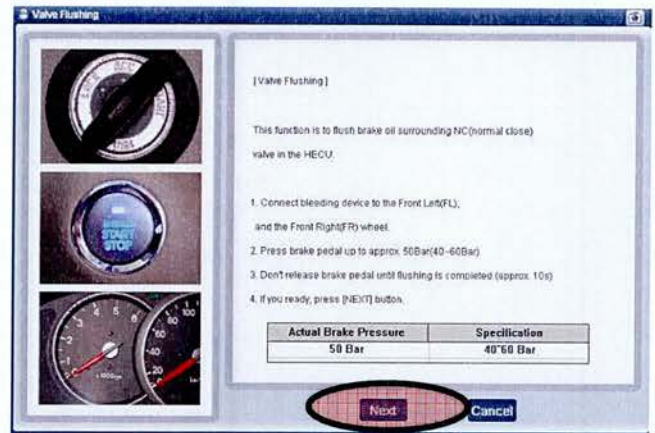 Valve Flushing
ACC
START
STOP
[Valve Flushing]
This function is to flush brake oil surrounding NC(normal close)
valve in the HECU.
1. Connect bleeding device to the Front Left(FL),
and the Front Right(FR) wheel.
2. Press brake pedal up to approx. 50Bar(40~60Bar)
3. Don't release brake pedal until flushing is completed (approx. 10s)
4. If you ready, press [NEXT] button.
Actual Brake Pressure Specification
50 Bar 40~60 Bar
Next Cancel